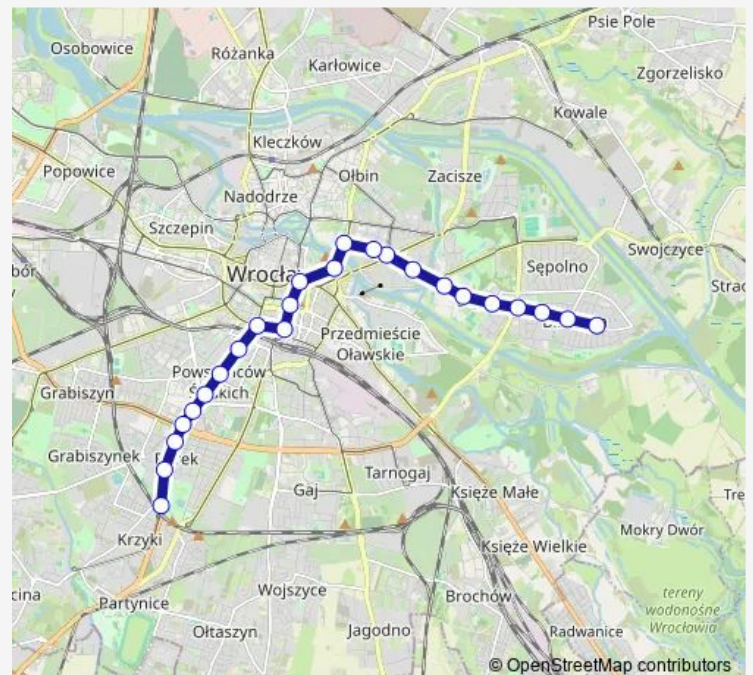 Psie Pole
Osobowice
Różanka
Karłowice
Zgorzelisko
Kowale
Kleczków
Popowice
Ołbin
Zacisze
Nadodrze
Szczepin
Swojczyce
Sępolno
Przedmieście
Oławskie
Grabiszyn
Grabiszynek
Tarnogaj
Gaj
Księże Małe
Mokry Dwór
Krzyki
Księże Wielkie
Wojszyce
Brochów
Partynice
tereny
wodonośne
Wrocławia
Ołtaszyn
Jagodno
Radwanice
© OpenStreetMap contributors